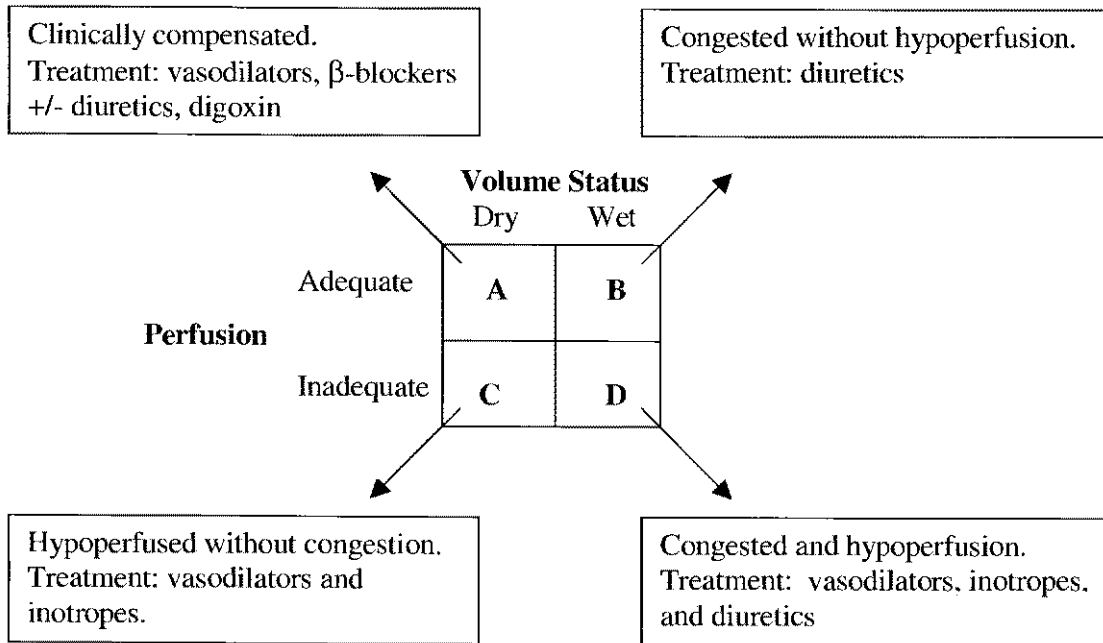 Clinically compensated.
Treatment: vasodilators, β-blockers
+/- diuretics, digoxin
Congested without hypoperfusion.
Treatment: diuretics
Volume Status
Dry Wet
Adequate A B
Perfusion
Inadequate C D
Hypoperfused without congestion.
Treatment: vasodilators and
inotropes.
Congested and hypoperfusion.
Treatment: vasodilators, inotropes,
and diuretics